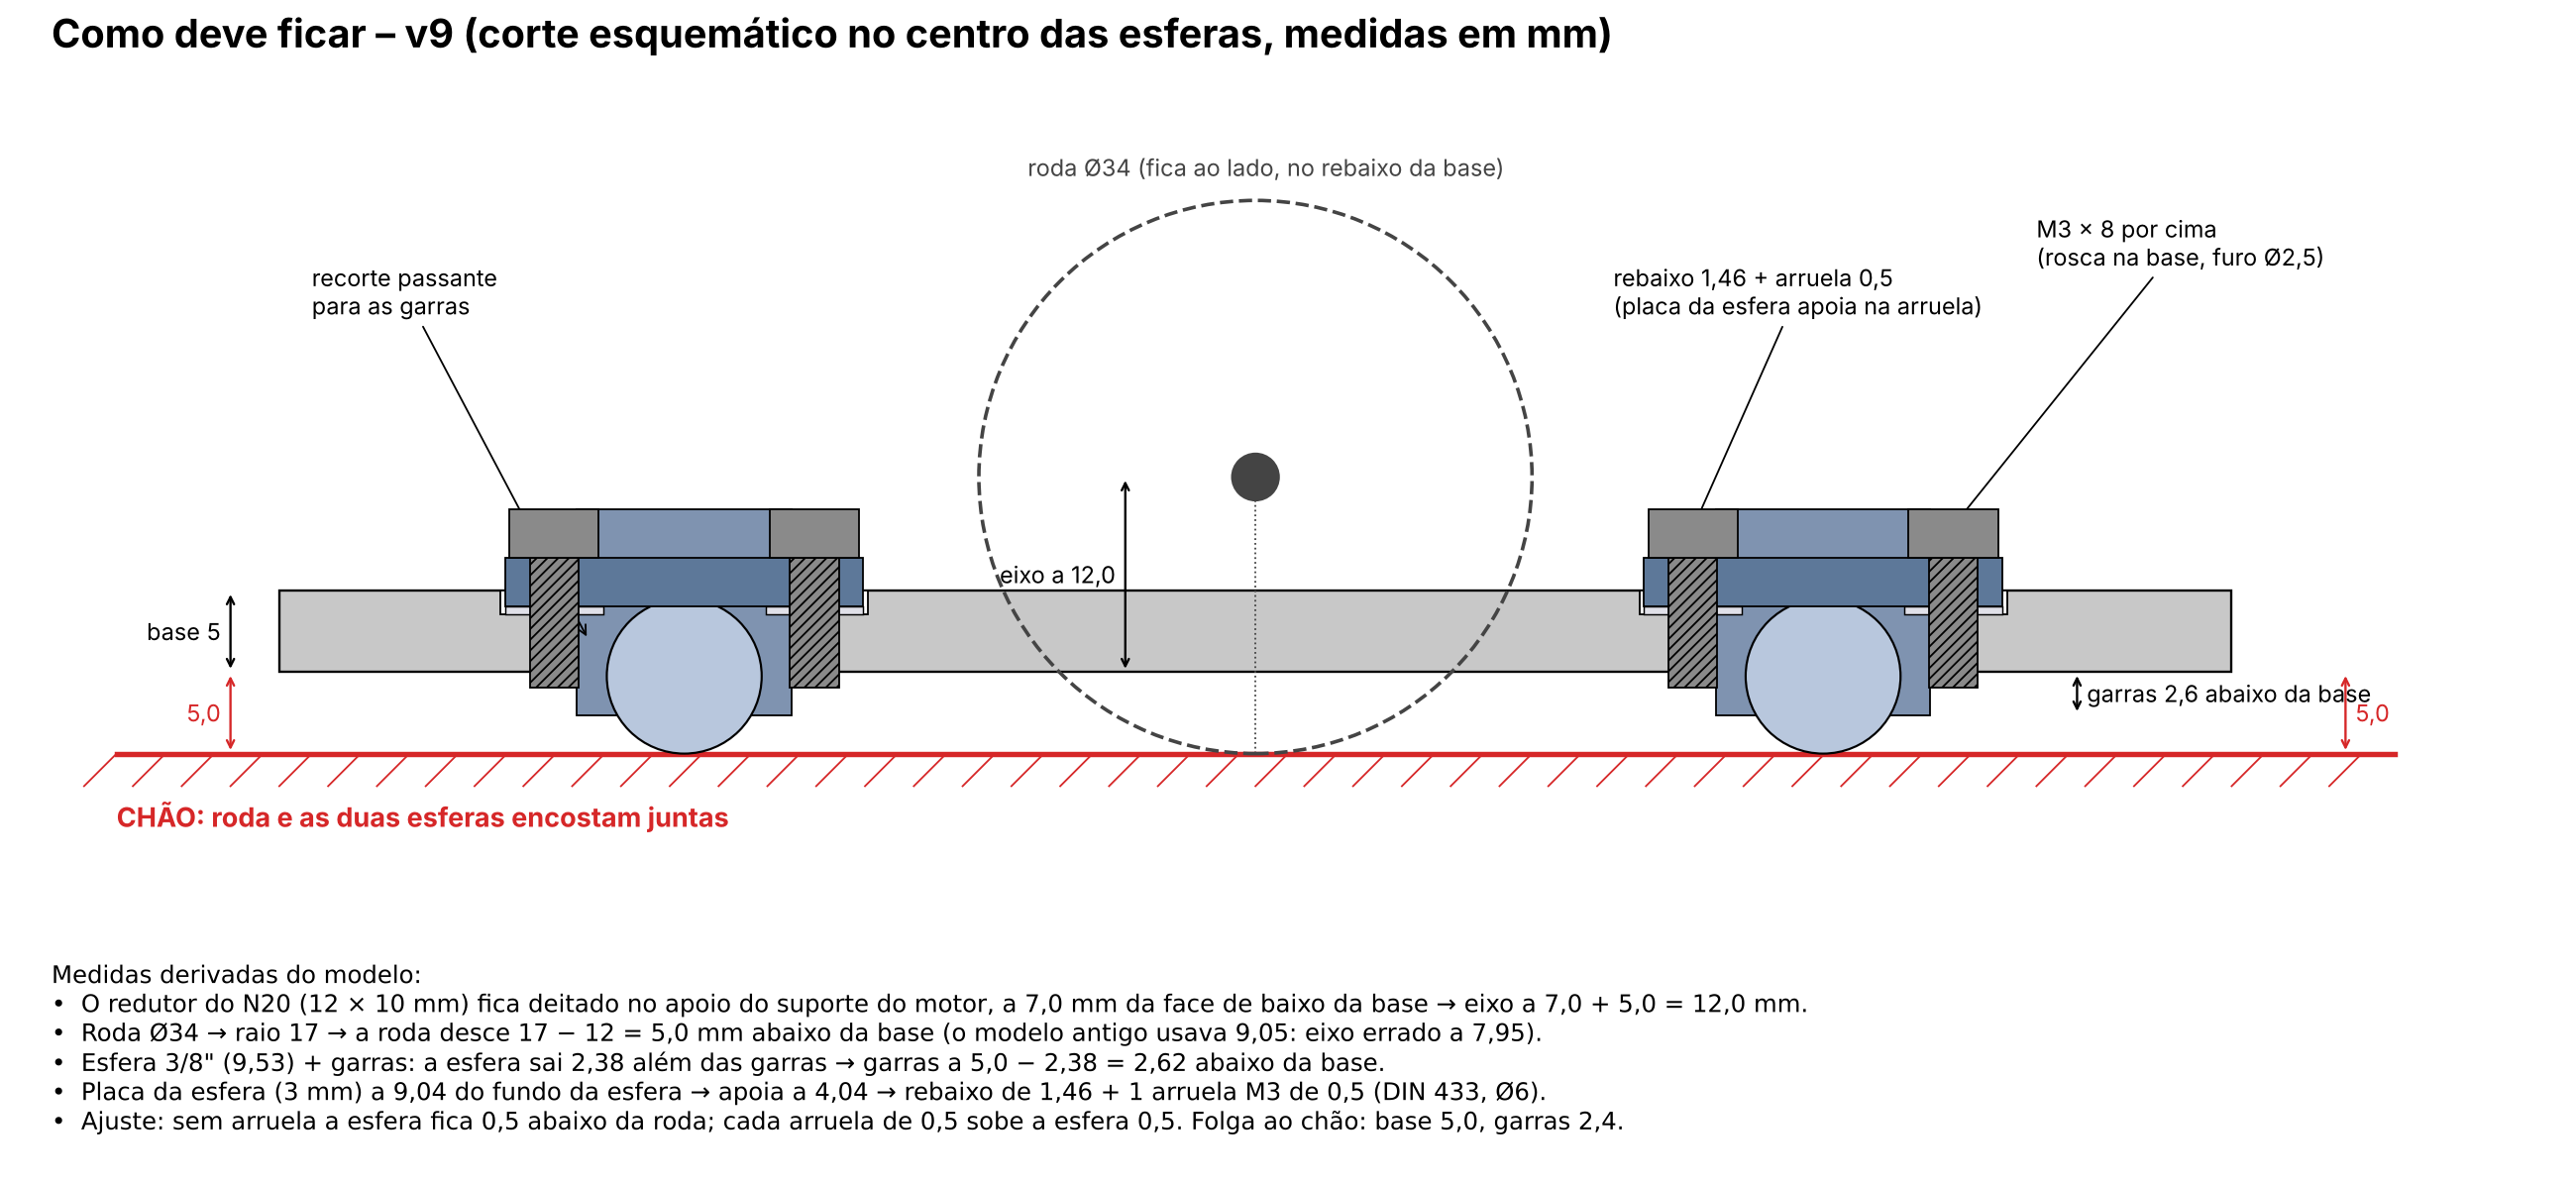 Como deve ficar – v9 (corte esquemático no centro das esferas, medidas em mm)
roda Ø34 (fica ao lado, no rebaixo da base)
M3 × 8 por cima
(rosca na base, furo Ø2,5)
recorte passante
para as garras
rebaixo 1,46 + arruela 0,5
(placa da esfera apoia na arruela)
eixo a 12,0
base 5
garras 2,6 abaixo da base
5,0
5,0
CHÃO: roda e as duas esferas encostam juntas
Medidas derivadas do modelo:
• O redutor do N20 (12 × 10 mm) fica deitado no apoio do suporte do motor, a 7,0 mm da face de baixo da base → eixo a 7,0 + 5,0 = 12,0 mm.
• Roda Ø34 → raio 17 → a roda desce 17 − 12 = 5,0 mm abaixo da base (o modelo antigo usava 9,05: eixo errado a 7,95).
• Esfera 3/8" (9,53) + garras: a esfera sai 2,38 além das garras → garras a 5,0 − 2,38 = 2,62 abaixo da base.
• Placa da esfera (3 mm) a 9,04 do fundo da esfera → apoia a 4,04 → rebaixo de 1,46 + 1 arruela M3 de 0,5 (DIN 433, Ø6).
• Ajuste: sem arruela a esfera fica 0,5 abaixo da roda; cada arruela de 0,5 sobe a esfera 0,5. Folga ao chão: base 5,0, garras 2,4.